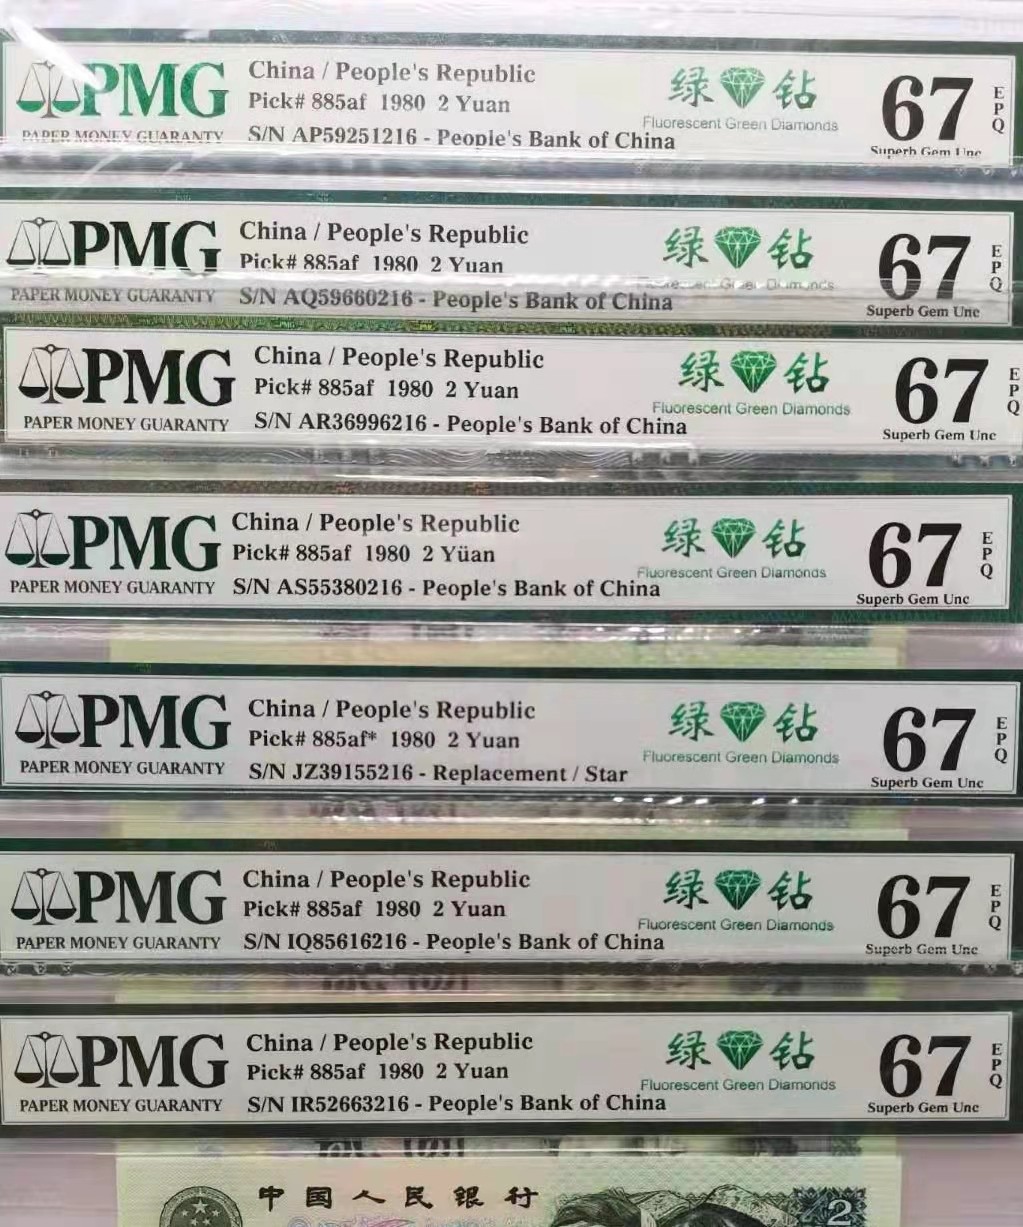 PMG
PAPER MONEY GUARANTY
China / People's Republic
Pick# 885af 1980 2 Yuan
S/N AP59251216 - People's Bank of China
绿 钻
Fluorescent Green Diamonds
67
EPQ
Superb Gem Unc
PMG
PAPER MONEY GUARANTY
China / People's Republic
Pick# 885af 1980 2 Yuan
S/N AQ59660216 - People's Bank of China
绿 钻
Fluorescent Green Diamonds
67
EPQ
Superb Gem Unc
PMG
PAPER MONEY GUARANTY
China / People's Republic
Pick# 885af 1980 2 Yuan
S/N AR36996216 - People's Bank of China
绿 钻
Fluorescent Green Diamonds
67
EPQ
Superb Gem Unc
PMG
PAPER MONEY GUARANTY
China / People's Republic
Pick# 885af 1980 2 Yuan
S/N AS55380216 - People's Bank of China
绿 钻
Fluorescent Green Diamonds
67
EPQ
Superb Gem Unc
PMG
PAPER MONEY GUARANTY
China / People's Republic
Pick# 885af* 1980 2 Yuan
S/N JZ39155216 - Replacement / Star
绿 钻
Fluorescent Green Diamonds
67
EPQ
Superb Gem Unc
PMG
PAPER MONEY GUARANTY
China / People's Republic
Pick# 885af 1980 2 Yuan
S/N IQ85616216 - People's Bank of China
绿 钻
Fluorescent Green Diamonds
67
EPQ
Superb Gem Unc
PMG
PAPER MONEY GUARANTY
China / People's Republic
Pick# 885af 1980 2 Yuan
S/N IR52663216 - People's Bank of China
绿 钻
Fluorescent Green Diamonds
67
EPQ
Superb Gem Unc
中国人民银行
2